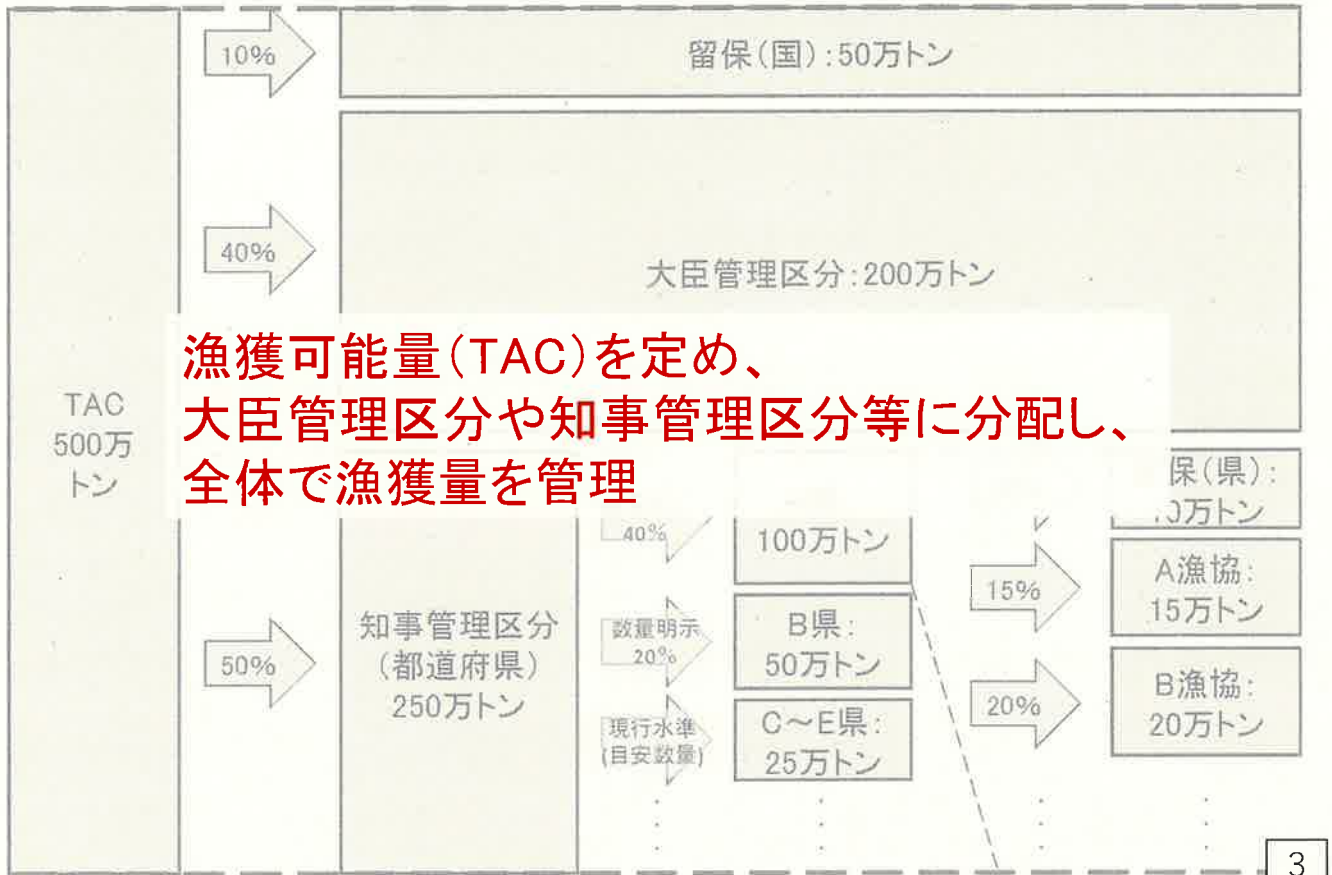 10%
留保(国):50万トン
40%
大臣管理区分:200万トン
漁獲可能量(TAC)を定め、
大臣管理区分や知事管理区分等に分配し、
全体で漁獲量を管理
TAC
500万
トン
50%
知事管理区分
(都道府県)
250万トン
40%
100万トン
数量明示
20%
B県:
50万トン
現行水準
(目安数量)
C～E県:
25万トン
保(県):
0万トン
15%
A漁協:
15万トン
20%
B漁協:
20万トン
3